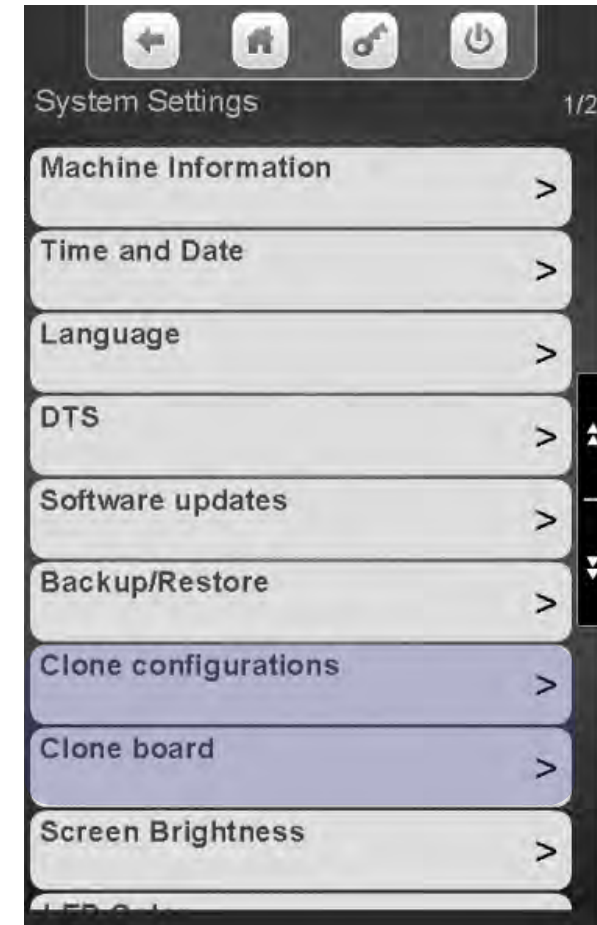 System Settings 1/2
Machine Information >
Time and Date >
Language >
DTS >
Software updates >
Backup/Restore >
Clone configurations >
Clone board >
Screen Brightness >